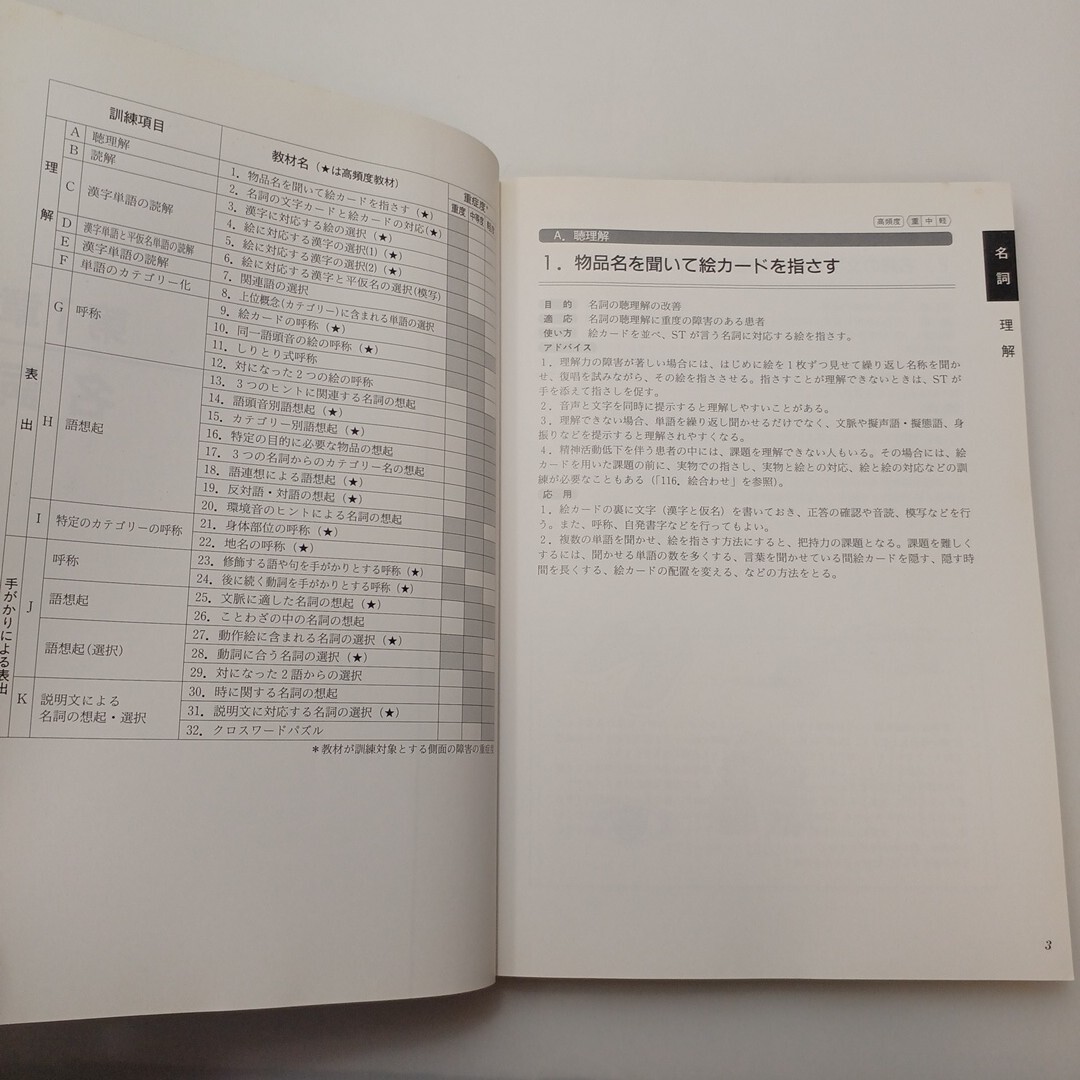 訓練項目
教材名（★は高頻度教材）
重症度*
重度 中等度 軽度
理解
A 聴理解
B 読解
C 漢字単語の読解
D 漢字単語と平仮名単語の読解
E 漢字単語の読解
F 単語のカテゴリー化
表出
G 呼称
H 語想起
I 特定のカテゴリーの呼称
手がかりによる表出
J
呼称
語想起
語想起（選択）
K 説明文による
名詞の想起・選択
1．物品名を聞いて絵カードを指さす（★）
2．名詞の文字カードと絵カードの対応（★）
3．漢字に対応する絵の選択（★）
4．絵に対応する漢字の選択⑴（★）
5．絵に対応する漢字の選択⑵（★）
6．絵に対応する漢字と平仮名の選択（模写）
7．関連語の選択
8．上位概念（カテゴリー）に含まれる単語の選択
9．絵カードの呼称（★）
10．同一語頭音の絵の呼称（★）
11．しりとり式呼称
12．対になった2つの絵の呼称
13．3つのヒントに関連する名詞の想起
14．語頭音別語想起（★）
15．カテゴリー別語想起（★）
16．特定の目的に必要な物品の想起
17．3つの名詞からのカテゴリー名の想起
18．語連想による語想起（★）
19．反対語・対語の想起（★）
20．環境音のヒントによる名詞の想起
21．身体部位の呼称（★）
22．地名の呼称（★）
23．修飾する語や句を手がかりとする呼称（★）
24．後に続く動詞を手がかりとする呼称（★）
25．文脈に適した名詞の想起（★）
26．ことわざの中の名詞の想起
27．動作絵に含まれる名詞の選択（★）
28．動詞に合う名詞の選択（★）
29．対になった2語からの選択
30．時に関する名詞の想起
31．説明文に対応する名詞の選択（★）
32．クロスワードパズル
＊教材が訓練対象とする側面の障害の重症度
高頻度 重 中 軽
A．聴理解
1．物品名を聞いて絵カードを指さす
目 的 名詞の聴理解の改善
適 応 名詞の聴理解に重度の障害のある患者
使い方 絵カードを並べ、STが言う名詞に対応する絵を指さす。
アドバイス
1．理解力の障害が著しい場合には、はじめに絵を1枚ずつ見せて繰り返し名称を聞か
せ、復唱を試みながら、その絵を指ささせる。指さすことが理解できないときは、STが
手を添えて指さしを促す。
2．音声と文字を同時に提示すると理解しやすいことがある。
3．理解できない場合、単語を繰り返し聞かせるだけでなく、文脈や擬声語・擬態語、身
振りなどを提示すると理解されやすくなる。
4．精神活動低下を伴う患者の中には、課題を理解できない人もいる。その場合には、絵
カードを用いた課題の前に、実物での指さし、実物と絵との対応、絵と絵の対応などの訓
練が必要なこともある（「116．絵合わせ」を参照）。
応 用
1．絵カードの裏に文字（漢字と仮名）を書いておき、正答の確認や音読、模写などを行
う。また、呼称、自発書字などを行ってもよい。
2．複数の単語を聞かせ、絵を指さす方法にすると、把持力の課題となる。課題を難しく
するには、聞かせる単語の数を多くする、言葉を聞かせている間絵カードを隠す、隠す時
間を長くする、絵カードの配置を変える、などの方法をとる。
名詞
理解
3